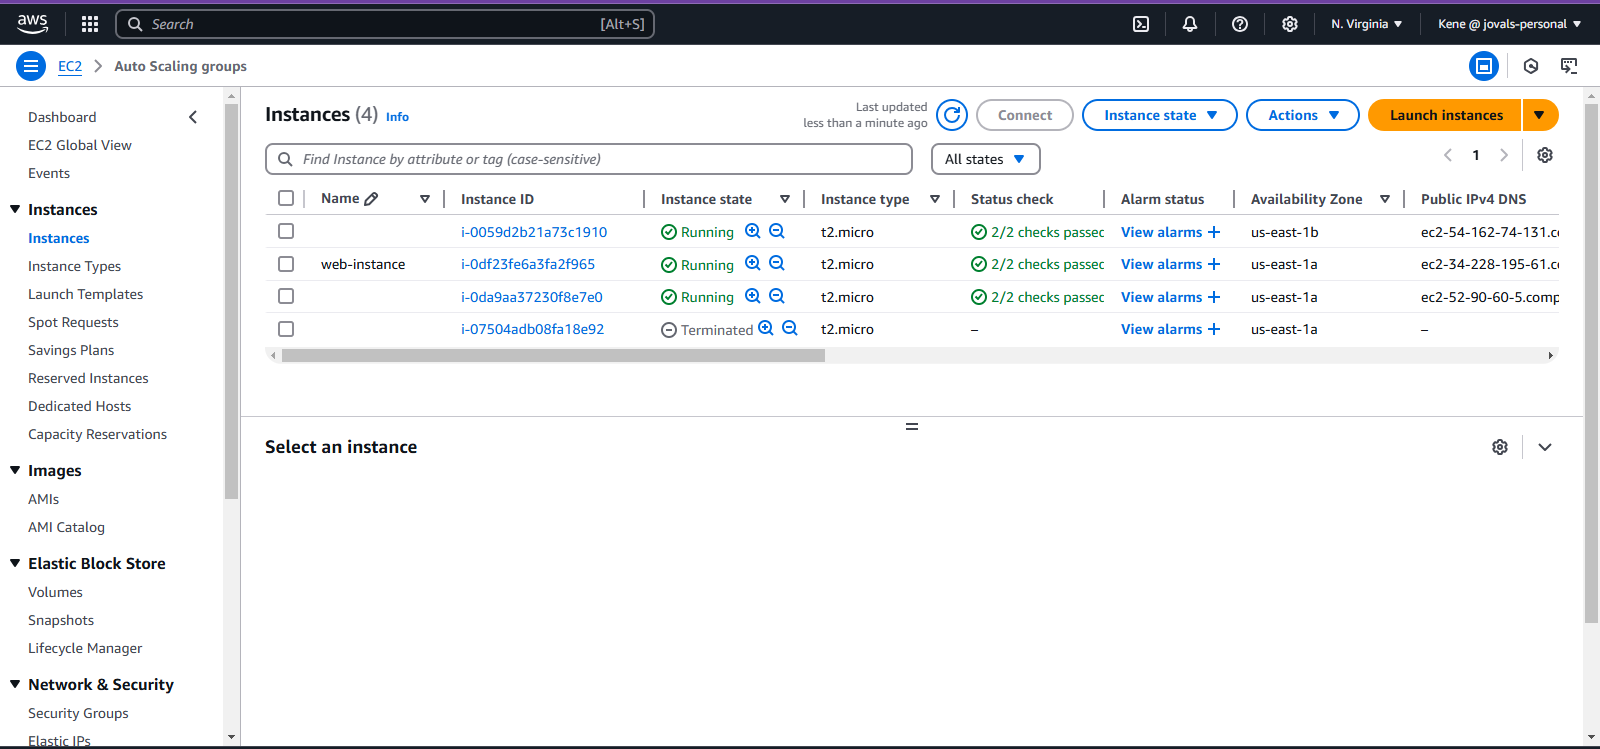 aws
Search [Alt+S]
N. Virginia
Kene @ jovals-personal
EC2 > Auto Scaling groups
Dashboard
EC2 Global View
Events
Instances
Instances
Instance Types
Launch Templates
Spot Requests
Savings Plans
Reserved Instances
Dedicated Hosts
Capacity Reservations
Images
AMIs
AMI Catalog
Elastic Block Store
Volumes
Snapshots
Lifecycle Manager
Network & Security
Security Groups
Elastic IPs
Instances (4) Info
Last updated
less than a minute ago
Connect
Instance state
Actions
Launch instances
Find Instance by attribute or tag (case-sensitive)
All states
1
Name Instance ID Instance state Instance type Status check Alarm status Availability Zone Public IPv4 DNS
i-0059d2b21a73c1910 Running t2.micro 2/2 checks passed View alarms + us-east-1b ec2-54-162-74-131.co
web-instance i-0df23fe6a3fa2f965 Running t2.micro 2/2 checks passed View alarms + us-east-1a ec2-34-228-195-61.co
i-0da9aa37230f8e7e0 Running t2.micro 2/2 checks passed View alarms + us-east-1a ec2-52-90-60-5.comp
i-07504adb08fa18e92 Terminated t2.micro – View alarms + us-east-1a –
Select an instance